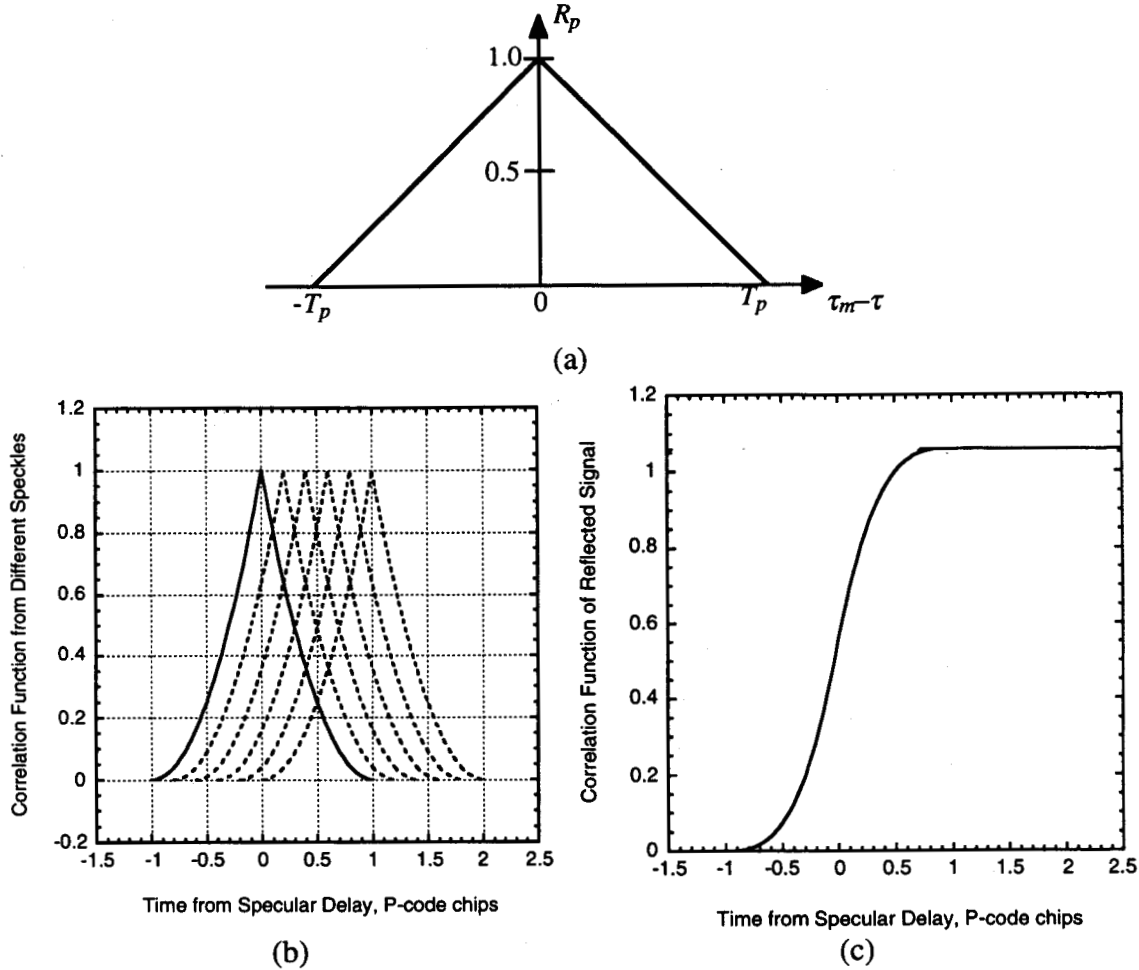 Rp
1.0
0.5
-Tp
0
Tp
τm–τ
(a)
Correlation Function from Different Speckles
1.2
1
0.8
0.6
0.4
0.2
0
-0.2
-1.5 -1 -0.5 0 0.5 1 1.5 2 2.5
Time from Specular Delay, P-code chips
(b)
Correlation Function of Reflected Signal
1.2
1
0.8
0.6
0.4
0.2
0
-1.5 -1 -0.5 0 0.5 1 1.5 2 2.5
Time from Specular Delay, P-code chips
(c)